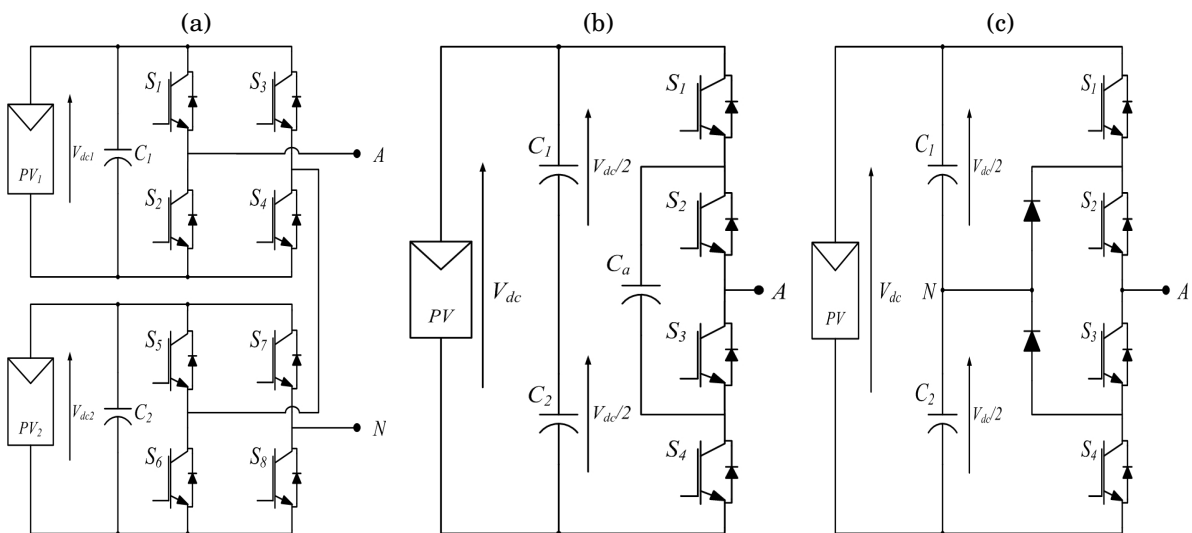 (a)
S1
S3
Vdc1
C1
PV1
A
S2
S4
S5
S7
Vdc2
C2
PV2
N
S6
S8
(b)
S1
C1
Vdc/2
S2
Ca
Vdc
PV
A
S3
C2
Vdc/2
S4
(c)
S1
C1
Vdc/2
S2
Vdc
N
PV
A
S3
C2
Vdc/2
S4